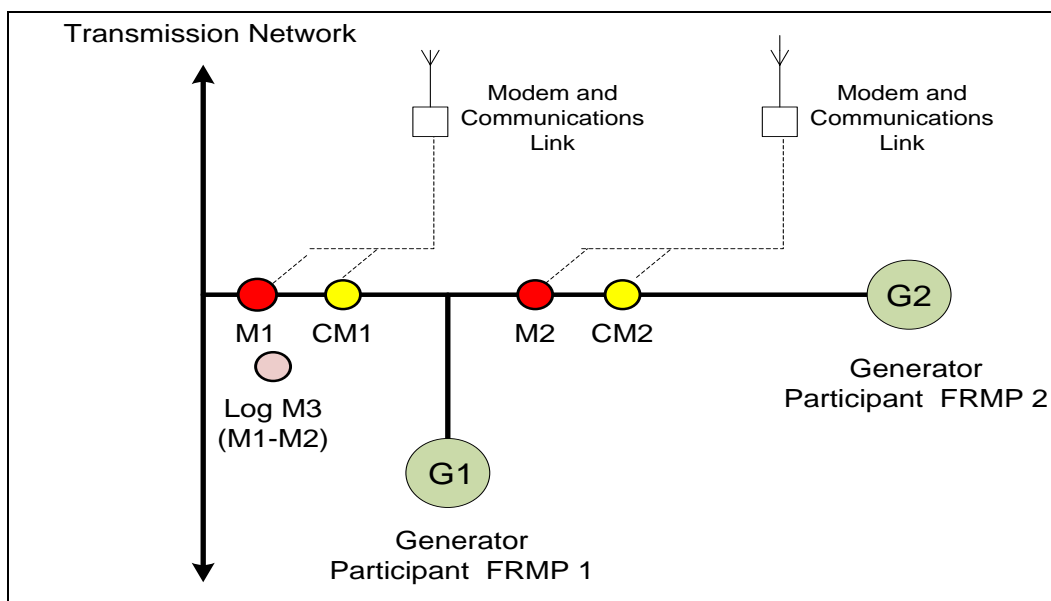 Transmission Network
Modem and
Communications
Link
Modem and
Communications
Link
M1
CM1
M2
CM2
G2
Log M3
(M1-M2)
Generator
Participant  FRMP 2
G1
Generator
Participant  FRMP 1